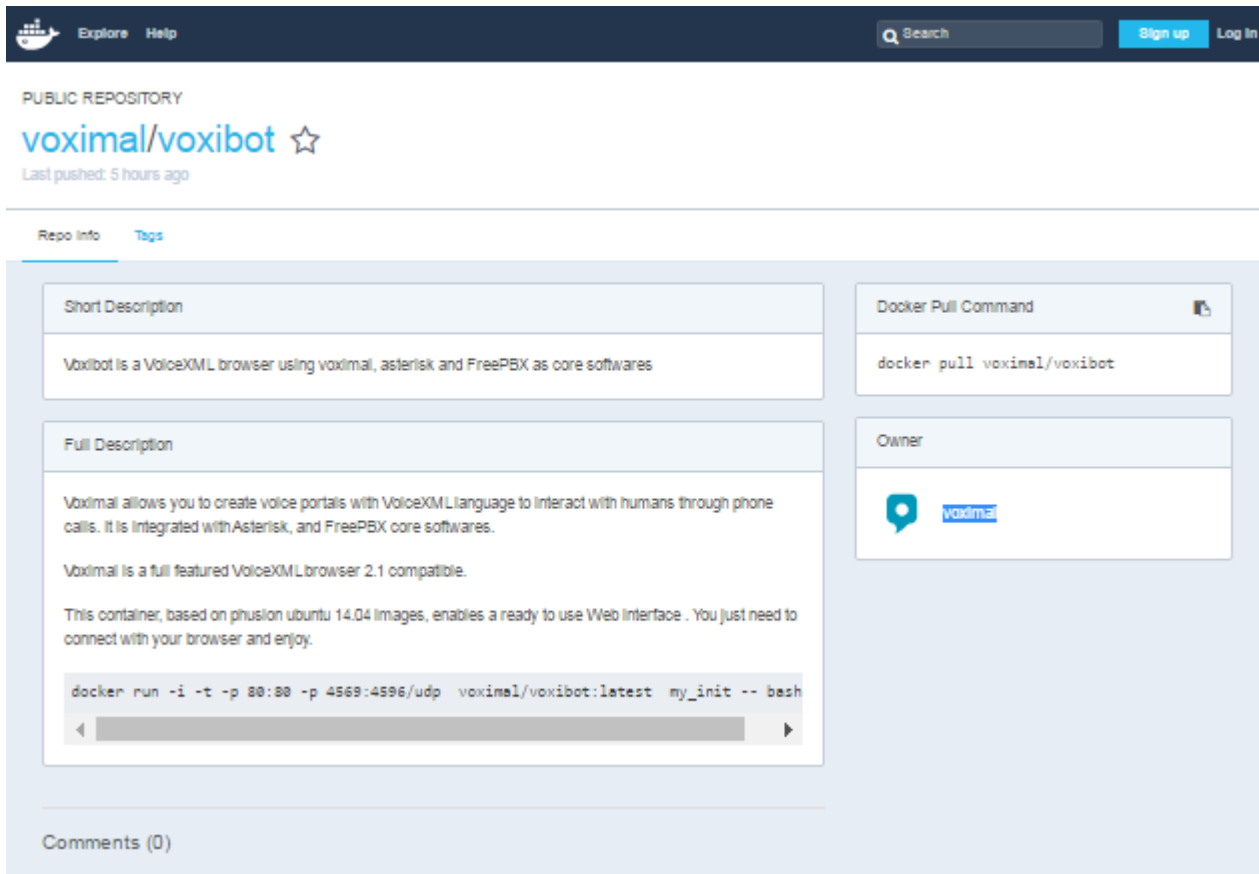 Explore Help Search Sign up Log In
PUBLIC REPOSITORY
voximal/voxibot
Last pushed: 5 hours ago
Repo Info Tags
Short Description
Voxibot is a VoiceXML browser using voximal, asterisk and FreePBX as core softwares
Full Description
Voximal allows you to create voice portals with VoiceXML language to interact with humans through phone
calls. It is integrated with Asterisk, and FreePBX core softwares.
Voximal is a full featured VoiceXML browser 2.1 compatible.
This container, based on phusion ubuntu 14.04 images, enables a ready to use Web interface . You just need to
connect with your browser and enjoy.
docker run -i -t -p 80:80 -p 4569:4596/udp voximal/voxibot:latest my_init -- bash
Docker Pull Command
docker pull voximal/voxibot
Owner
voximal
Comments (0)